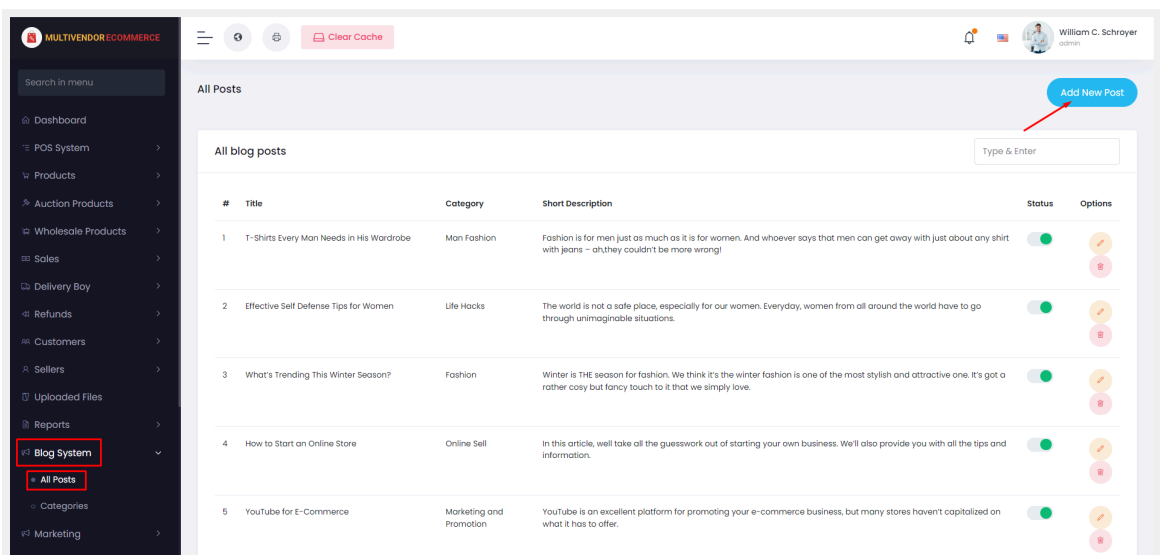 MULTIVENDOR ECOMMERCE
Clear Cache
William C. Schroyer
admin
Search in menu
Dashboard
POS System
Products
Auction Products
Wholesale Products
Sales
Delivery Boy
Refunds
Customers
Sellers
Uploaded Files
Reports
Blog System
All Posts
Categories
Marketing
All Posts
Add New Post
All blog posts
Type & Enter
# Title Category Short Description Status Options
1 T-Shirts Every Man Needs in His Wardrobe Man Fashion Fashion is for men just as much as it is for women. And whoever says that men can get away with just about any shirt
with jeans – ah,they couldn't be more wrong!
2 Effective Self Defense Tips for Women Life Hacks The world is not a safe place, especially for our women. Everyday, women from all around the world have to go
through unimaginable situations.
3 What's Trending This Winter Season? Fashion Winter is THE season for fashion. We think it's the winter fashion is one of the most stylish and attractive one. It's got a
rather cosy but fancy touch to it that we simply love.
4 How to Start an Online Store Online Sell In this article, well take all the guesswork out of starting your own business. We'll also provide you with all the tips and
information.
5 YouTube for E-Commerce Marketing and YouTube is an excellent platform for promoting your e-commerce business, but many stores haven't capitalized on
Promotion what it has to offer.